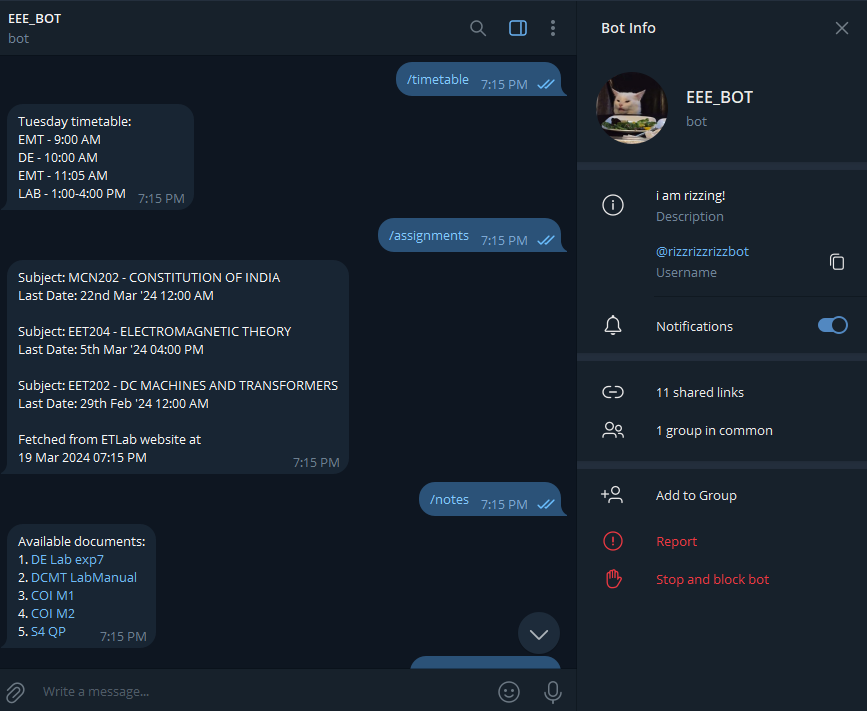 EEE_BOT
bot
/timetable 7:15 PM
Tuesday timetable:
EMT - 9:00 AM
DE - 10:00 AM
EMT - 11:05 AM
LAB - 1:00-4:00 PM 7:15 PM
/assignments 7:15 PM
Subject: MCN202 - CONSTITUTION OF INDIA
Last Date: 22nd Mar '24 12:00 AM
Subject: EET204 - ELECTROMAGNETIC THEORY
Last Date: 5th Mar '24 04:00 PM
Subject: EET202 - DC MACHINES AND TRANSFORMERS
Last Date: 29th Feb '24 12:00 AM
Fetched from ETLab website at
19 Mar 2024 07:15 PM 7:15 PM
/notes 7:15 PM
Available documents:
1. DE Lab exp7
2. DCMT LabManual
3. COI M1
4. COI M2
5. S4 QP 7:15 PM
Write a message...
Bot Info
EEE_BOT
bot
i am rizzing!
Description
@rizzrizzrizzbot
Username
Notifications
11 shared links
1 group in common
Add to Group
Report
Stop and block bot